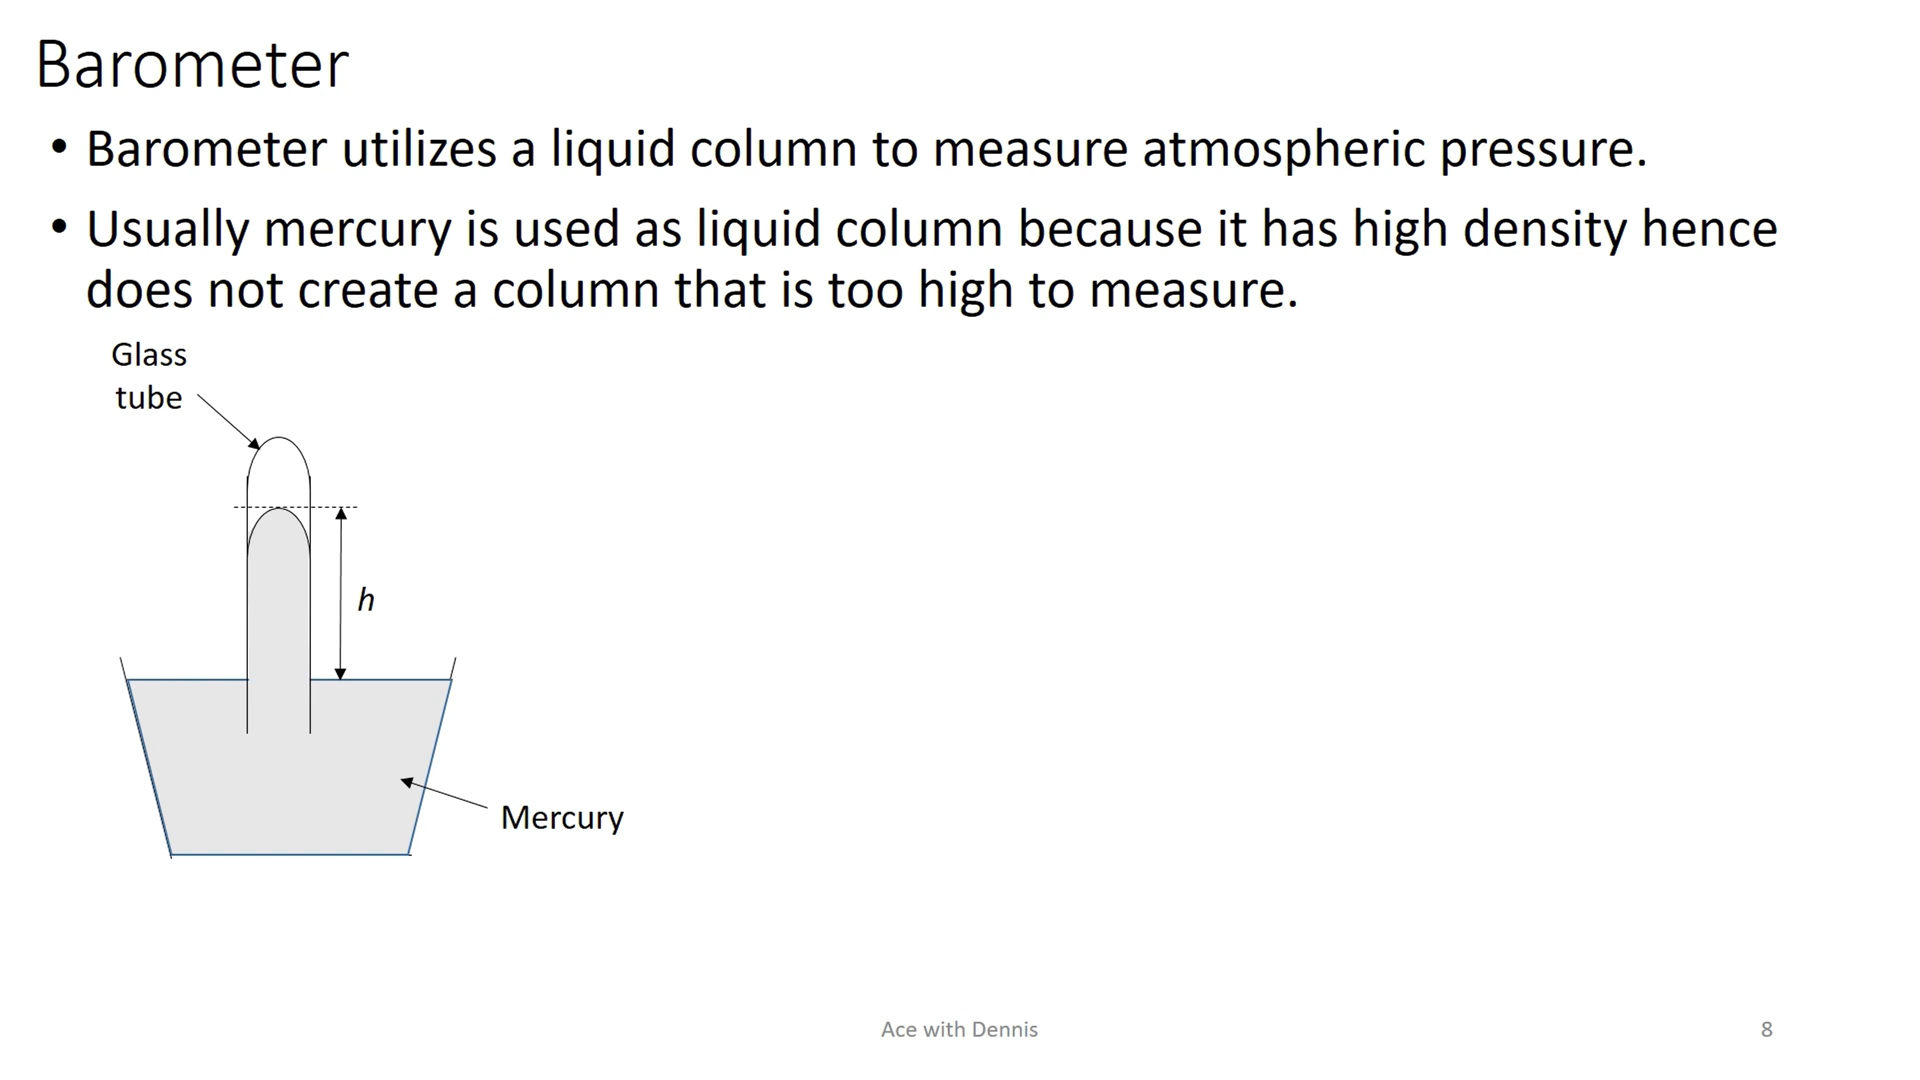 Barometer
• Barometer utilizes a liquid column to measure atmospheric pressure.
• Usually mercury is used as liquid column because it has high density hence
does not create a column that is too high to measure.
Glass
tube
h
Mercury
Ace with Dennis
8